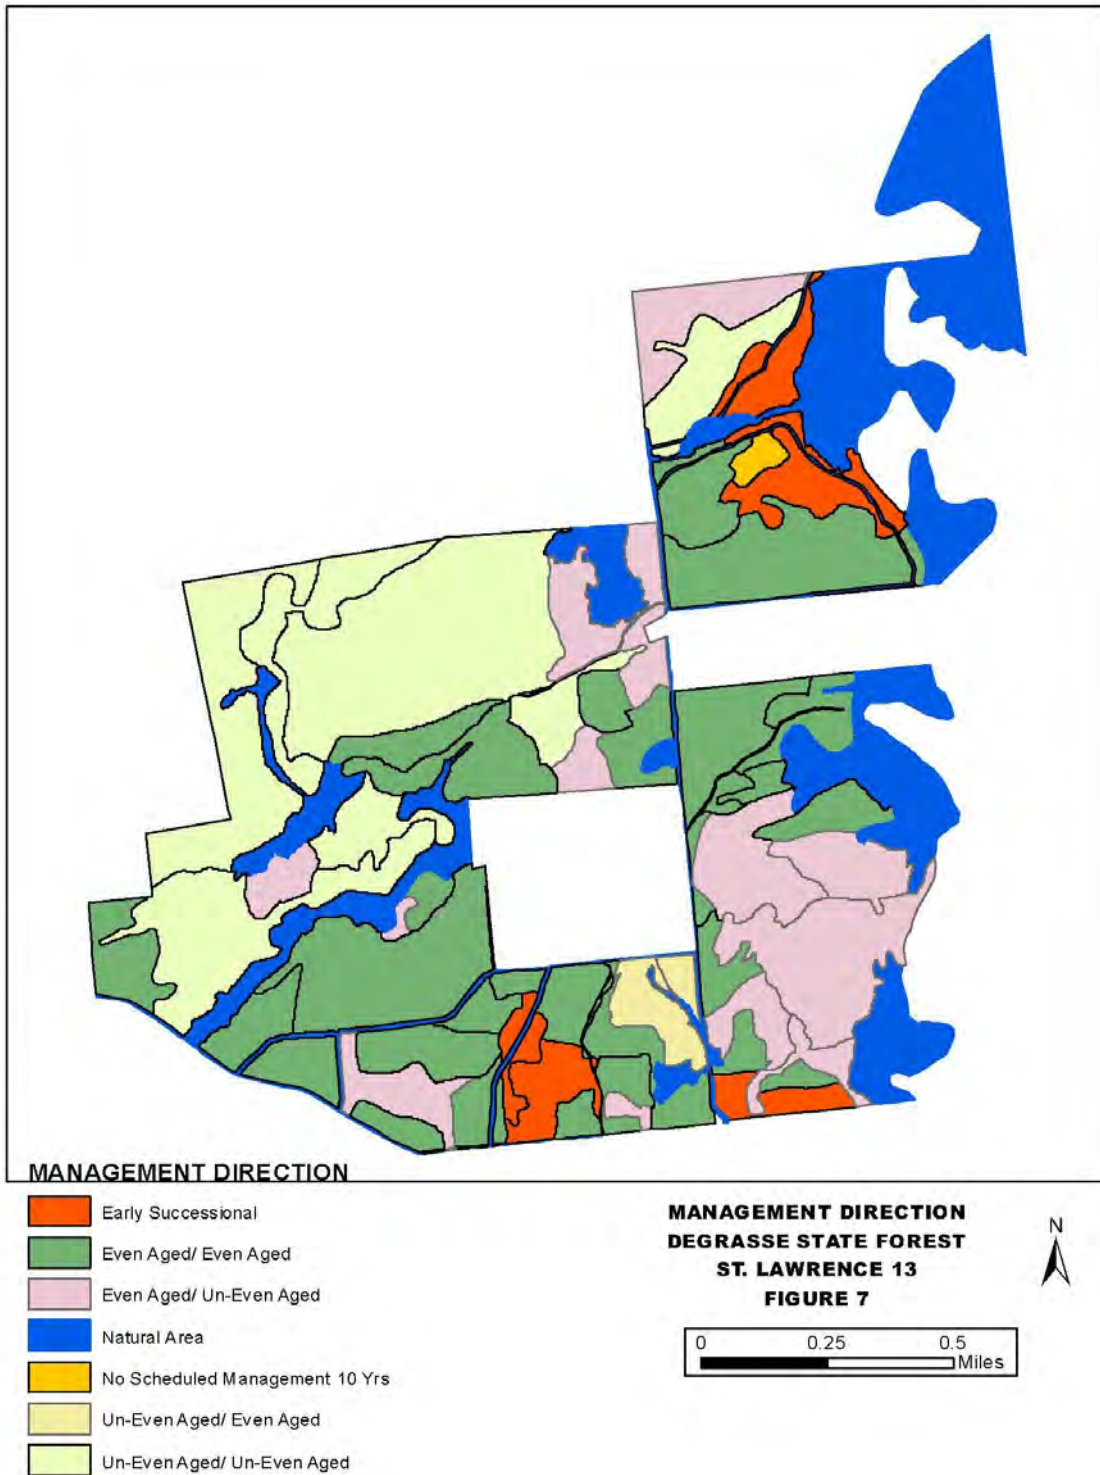 MANAGEMENT DIRECTION
Early Successional
Even Aged/ Even Aged
Even Aged/ Un-Even Aged
Natural Area
No Scheduled Management 10 Yrs
Un-Even Aged/ Even Aged
Un-Even Aged/ Un-Even Aged
MANAGEMENT DIRECTION
DEGRASSE STATE FOREST
ST. LAWRENCE 13
FIGURE 7
N
0 0.25 0.5
Miles